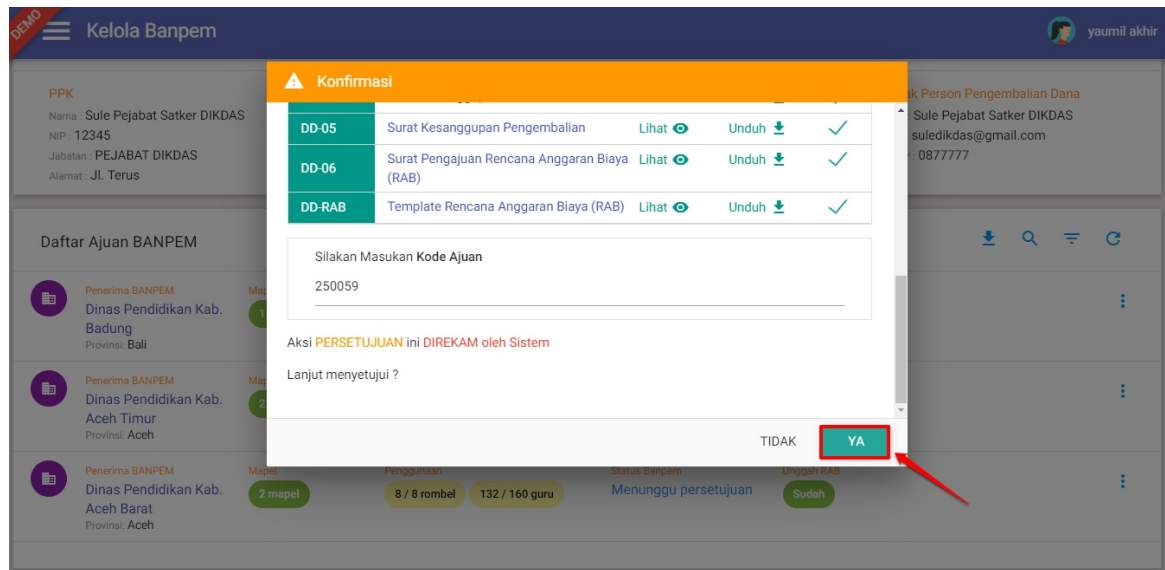 DEMO
Kelola Banpem
yaumil akhir
PPK
Nama : Sule Pejabat Satker DIKDAS
NIP : 12345
Jabatan : PEJABAT DIKDAS
Alamat : Jl. Terus
Person Pengembalian Dana
Sule Pejabat Satker DIKDAS
suledikdas@gmail.com
: 0877777
Konfirmasi
DD-05 Surat Kesanggupan Pengembalian Lihat Unduh
DD-06 Surat Pengajuan Rencana Anggaran Biaya (RAB) Lihat Unduh
DD-RAB Template Rencana Anggaran Biaya (RAB) Lihat Unduh
Silakan Masukan Kode Ajuan
250059
Aksi PERSETUJUAN ini DIREKAM oleh Sistem
Lanjut menyetujui ?
TIDAK YA
Daftar Ajuan BANPEM
Penerima BANPEM
Dinas Pendidikan Kab.
Badung
Provinsi: Bali
Penerima BANPEM
Dinas Pendidikan Kab.
Aceh Timur
Provinsi: Aceh
Penerima BANPEM Mapel Penggunaan Status Banpem Unggah RAB
Dinas Pendidikan Kab. 2 mapel 8 / 8 rombel 132 / 160 guru Menunggu persetujuan Sudah
Aceh Barat
Provinsi: Aceh